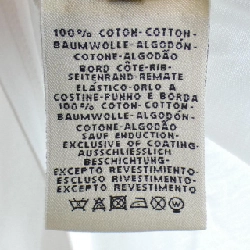 100% COTON-COTTON-
BAUMWOLLE-ALGODÓN-
COTONE-ALGODÃO
BORD CÔTE-RIB-
SEITENRAND REMATE
ELÁSTICO-ORLO A
COSTINE-PUNHO E BORDA
100% COTON-COTTON-
BAUMWOLLE-ALGODÓN-
COTONE-ALGODÃO
SAUF ENDUCTION-
EXCLUSIVE OF COATING-
AUSSCHLIESSLICH
BESCHICHTUNG-
EXCEPTO REVESTIMIENTO-
ESCLUSO RIVESTIMENTO-
EXCEPTO REVESTIMENTO